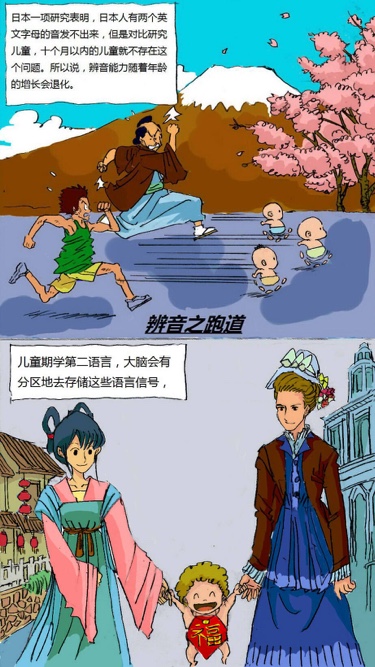 日本一项研究表明，日本人有两个英
文字母的音发不出来，但是对比研究
儿童，十个月以内的儿童就不存在这
个问题。所以说，辨音能力随着年龄
的增长会退化。
辨音之跑道
儿童期学第二语言，大脑会有
分区地去存储这些语言信号，
福